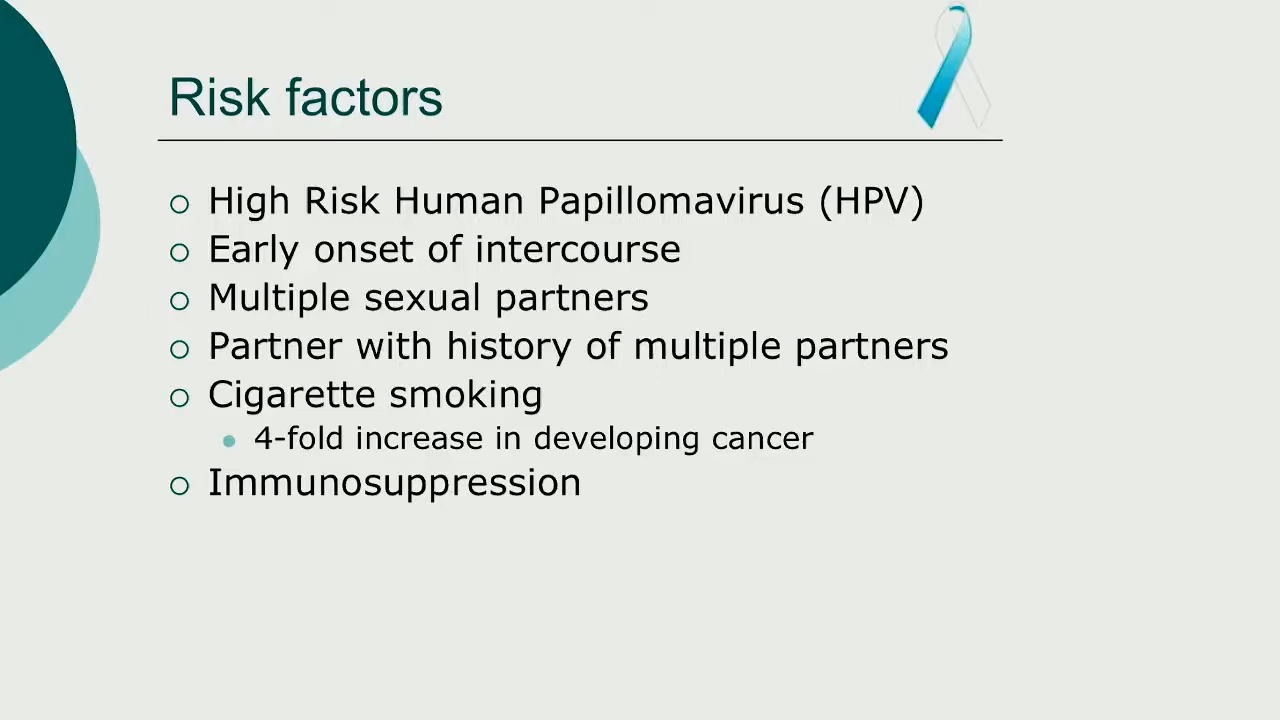 Risk factors
High Risk Human Papillomavirus (HPV)
Early onset of intercourse
Multiple sexual partners
Partner with history of multiple partners
Cigarette smoking
4-fold increase in developing cancer
Immunosuppression